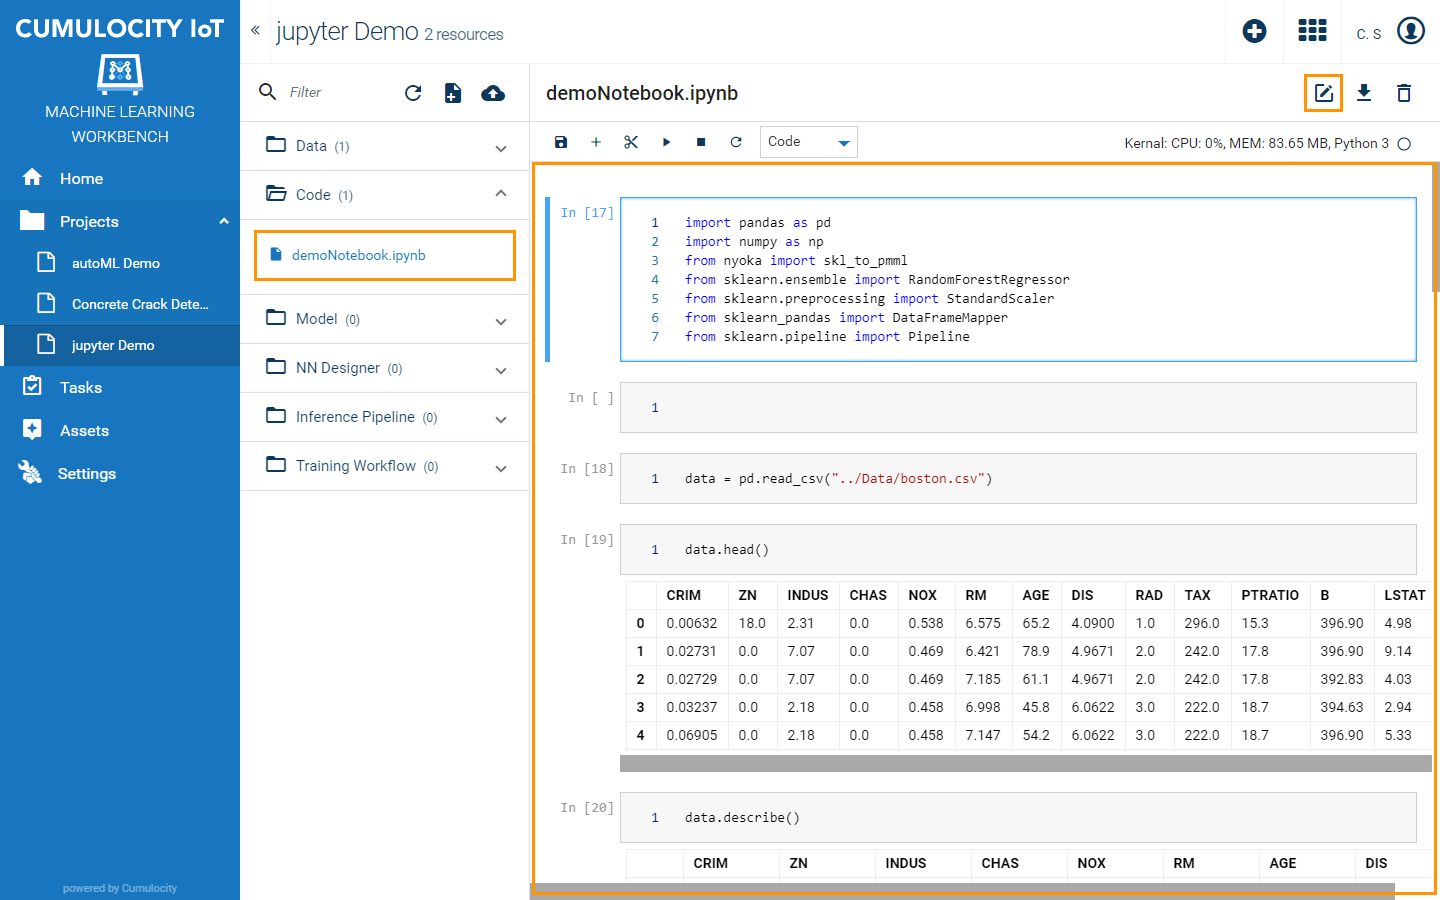 CUMULOCITY IoT
MACHINE LEARNING
WORKBENCH
Home
Projects
autoML Demo
Concrete Crack Dete...
jupyter Demo
Tasks
Assets
Settings
powered by Cumulocity
« jupyter Demo 2 resources
C. S
Filter
Data (1)
Code (1)
demoNotebook.ipynb
Model (0)
NN Designer (0)
Inference Pipeline (0)
Training Workflow (0)
demoNotebook.ipynb
Code
Kernal: CPU: 0%, MEM: 83.65 MB, Python 3
In [17]
1 import pandas as pd
2 import numpy as np
3 from nyoka import skl_to_pmml
4 from sklearn.ensemble import RandomForestRegressor
5 from sklearn.preprocessing import StandardScaler
6 from sklearn_pandas import DataFrameMapper
7 from sklearn.pipeline import Pipeline
In [ ]
1
In [18]
1 data = pd.read_csv("../Data/boston.csv")
In [19]
1 data.head()
CRIM ZN INDUS CHAS NOX RM AGE DIS RAD TAX PTRATIO B LSTAT
0 0.00632 18.0 2.31 0.0 0.538 6.575 65.2 4.0900 1.0 296.0 15.3 396.90 4.98
1 0.02731 0.0 7.07 0.0 0.469 6.421 78.9 4.9671 2.0 242.0 17.8 396.90 9.14
2 0.02729 0.0 7.07 0.0 0.469 7.185 61.1 4.9671 2.0 242.0 17.8 392.83 4.03
3 0.03237 0.0 2.18 0.0 0.458 6.998 45.8 6.0622 3.0 222.0 18.7 394.63 2.94
4 0.06905 0.0 2.18 0.0 0.458 7.147 54.2 6.0622 3.0 222.0 18.7 396.90 5.33
In [20]
1 data.describe()
CRIM ZN INDUS CHAS NOX RM AGE DIS